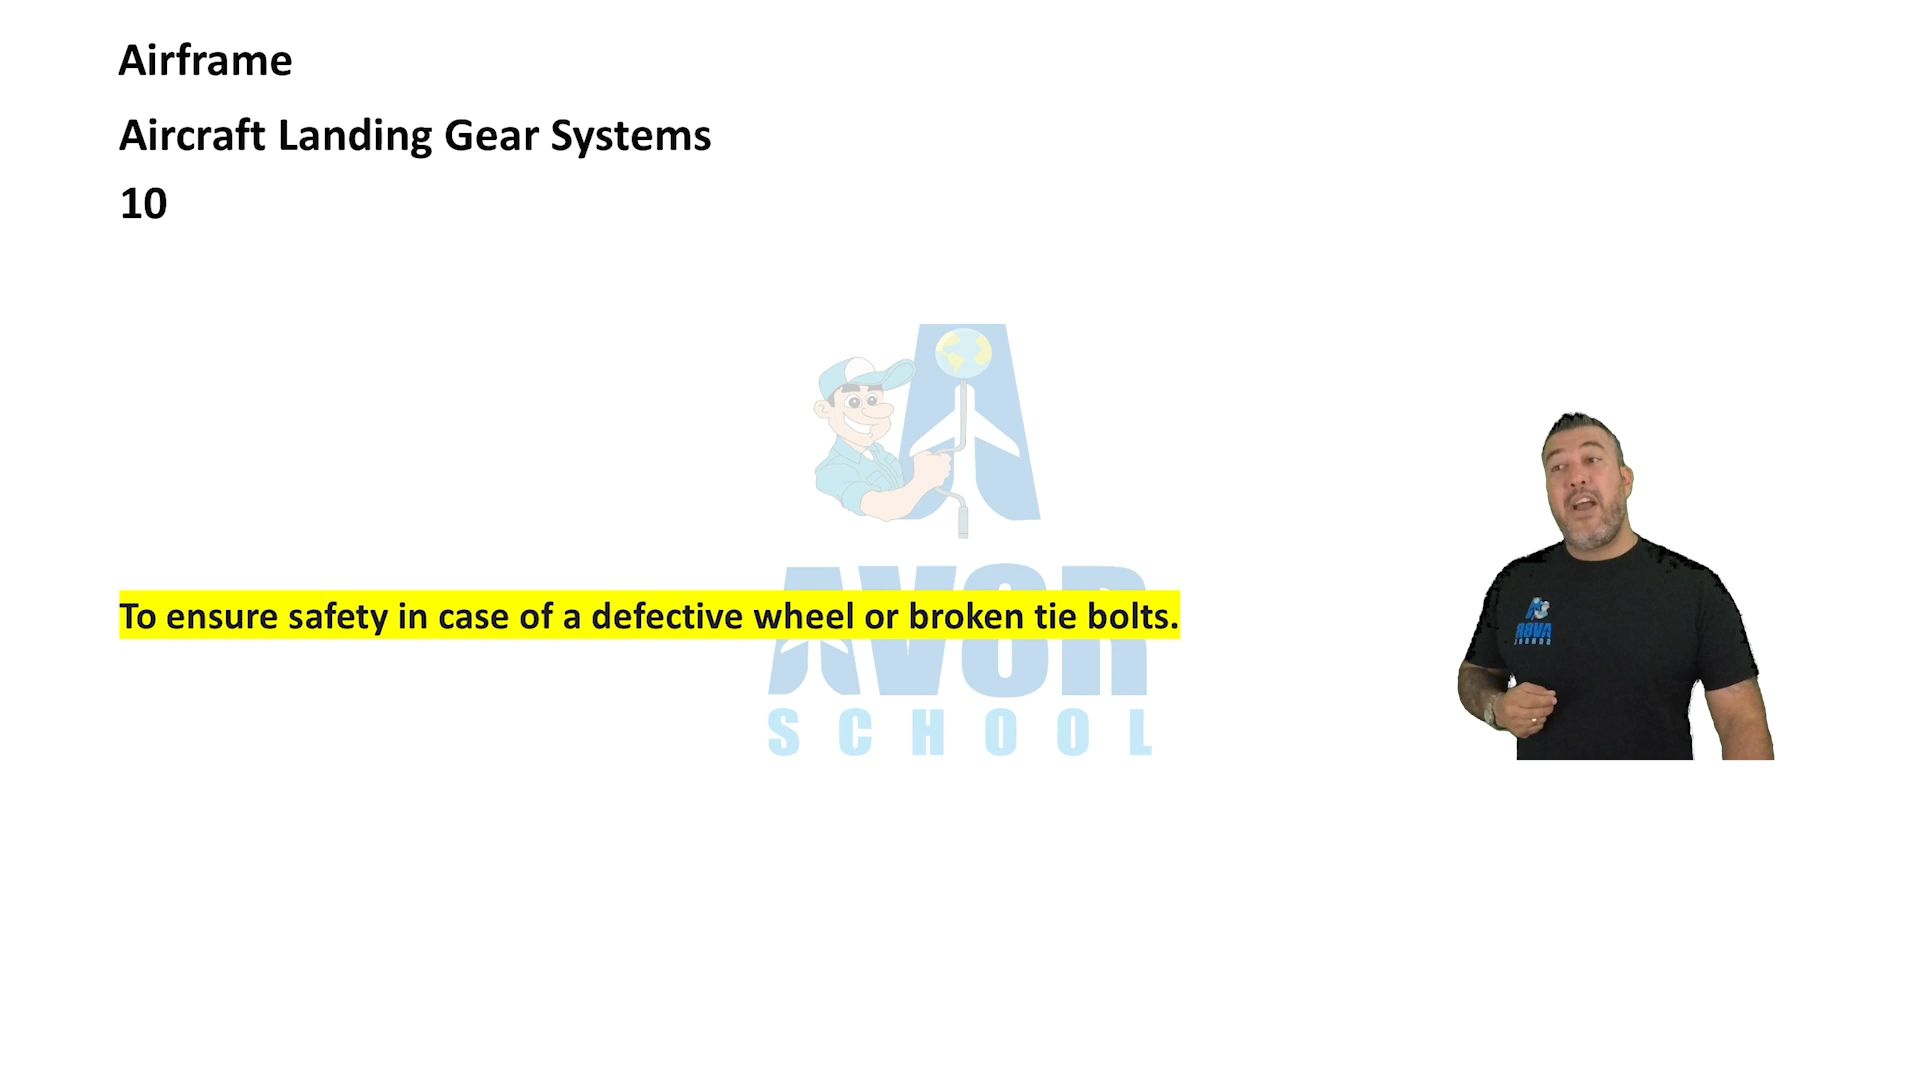 Airframe
Aircraft Landing Gear Systems
10
To ensure safety in case of a defective wheel or broken tie bolts.
AVOR
SCHOOL